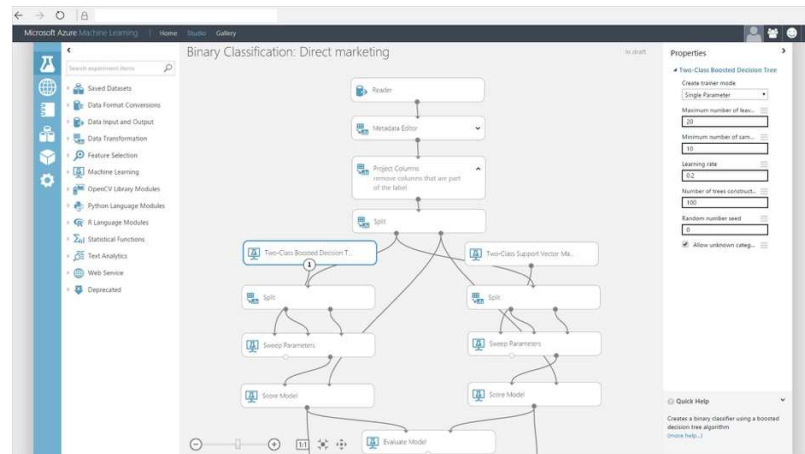 Microsoft Azure Machine Learning | Home Studio Gallery
Search experiment items
Saved Datasets
Data Format Conversions
Data Input and Output
Data Transformation
Feature Selection
Machine Learning
OpenCV Library Modules
Python Language Modules
R Language Modules
Statistical Functions
Text Analytics
Web Service
Deprecated
Binary Classification: Direct marketing
In draft
Reader
Metadata Editor
Project Columns
remove columns that are part
of the label
Split
Two-Class Boosted Decision T...
1
Two-Class Support Vector Ma...
Split
Split
Sweep Parameters
Sweep Parameters
Score Model
Score Model
Evaluate Model
1:1
Properties
Two-Class Boosted Decision Tree
Create trainer mode
Single Parameter
Maximum number of leav...
20
Minimum number of sam...
10
Learning rate
0.2
Number of trees construct...
100
Random number seed
0
Allow unknown categ...
Quick Help
Creates a binary classifier using a boosted
decision tree algorithm
(more help...)